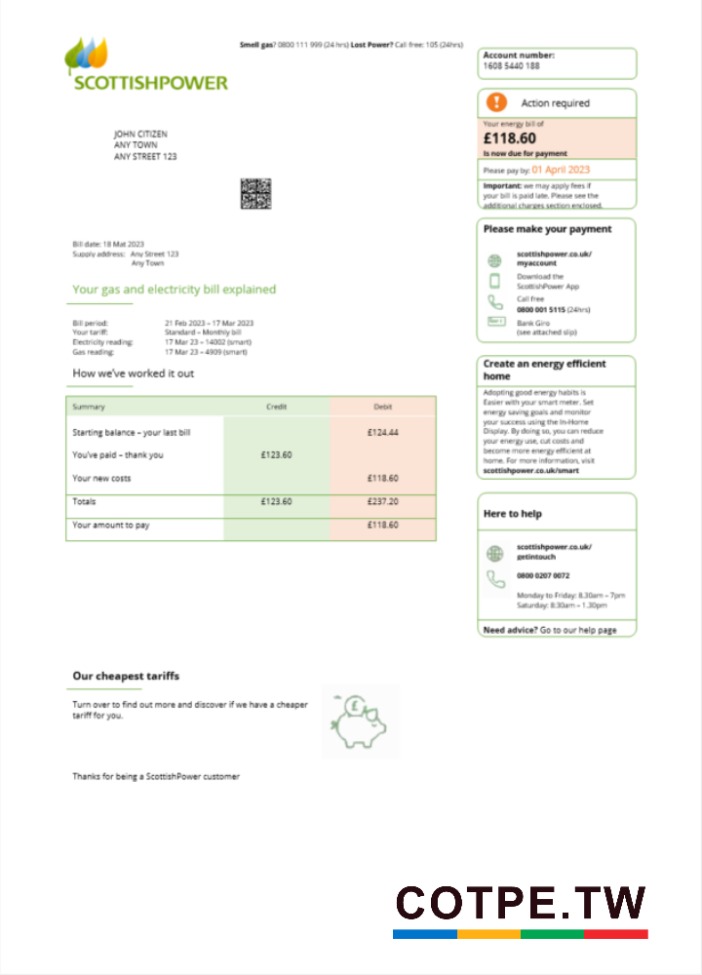 Smell gas? 0800 111 999 (24 hrs) Lost Power? Call free: 105 (24hrs)
SCOTTISHPOWER
JOHN CITIZEN
ANY TOWN
ANY STREET 123
Bill date: 18 Mat 2023
Supply address: Any Street 123
Any Town
Your gas and electricity bill explained
Bill period: 21 Feb 2023 – 17 Mar 2023
Your tariff: Standard – Monthly bill
Electricity reading: 17 Mar 23 – 14002 (smart)
Gas reading: 17 Mar 23 – 4909 (smart)
How we've worked it out
Summary Credit Debit
Starting balance – your last bill £124.44
You've paid – thank you £123.60
Your new costs £118.60
Totals £123.60 £237.20
Your amount to pay £118.60
Our cheapest tariffs
Turn over to find out more and discover if we have a cheaper
tariff for you.
£
Thanks for being a ScottishPower customer
Account number:
1608 5440 188
! Action required
Your energy bill of
£118.60
Is now due for payment
Please pay by: 01 April 2023
Important: we may apply fees if
your bill is paid late. Please see the
additional charges section enclosed.
Please make your payment
scottishpower.co.uk/
myaccount
Download the
ScottishPower App
Call free
0800 001 5115 (24hrs)
Bank Giro
(see attached slip)
Create an energy efficient
home
Adopting good energy habits is
Easier with your smart meter. Set
energy saving goals and monitor
your success using the In-Home
Display. By doing so, you can reduce
your energy use, cut costs and
become more energy efficient at
home. For more information, visit
scottishpower.co.uk/smart
Here to help
scottishpower.co.uk/
getintouch
0800 0207 0072
Monday to Friday: 8.30am – 7pm
Saturday: 8:30am – 1.30pm
Need advice? Go to our help page
COTPE.TW